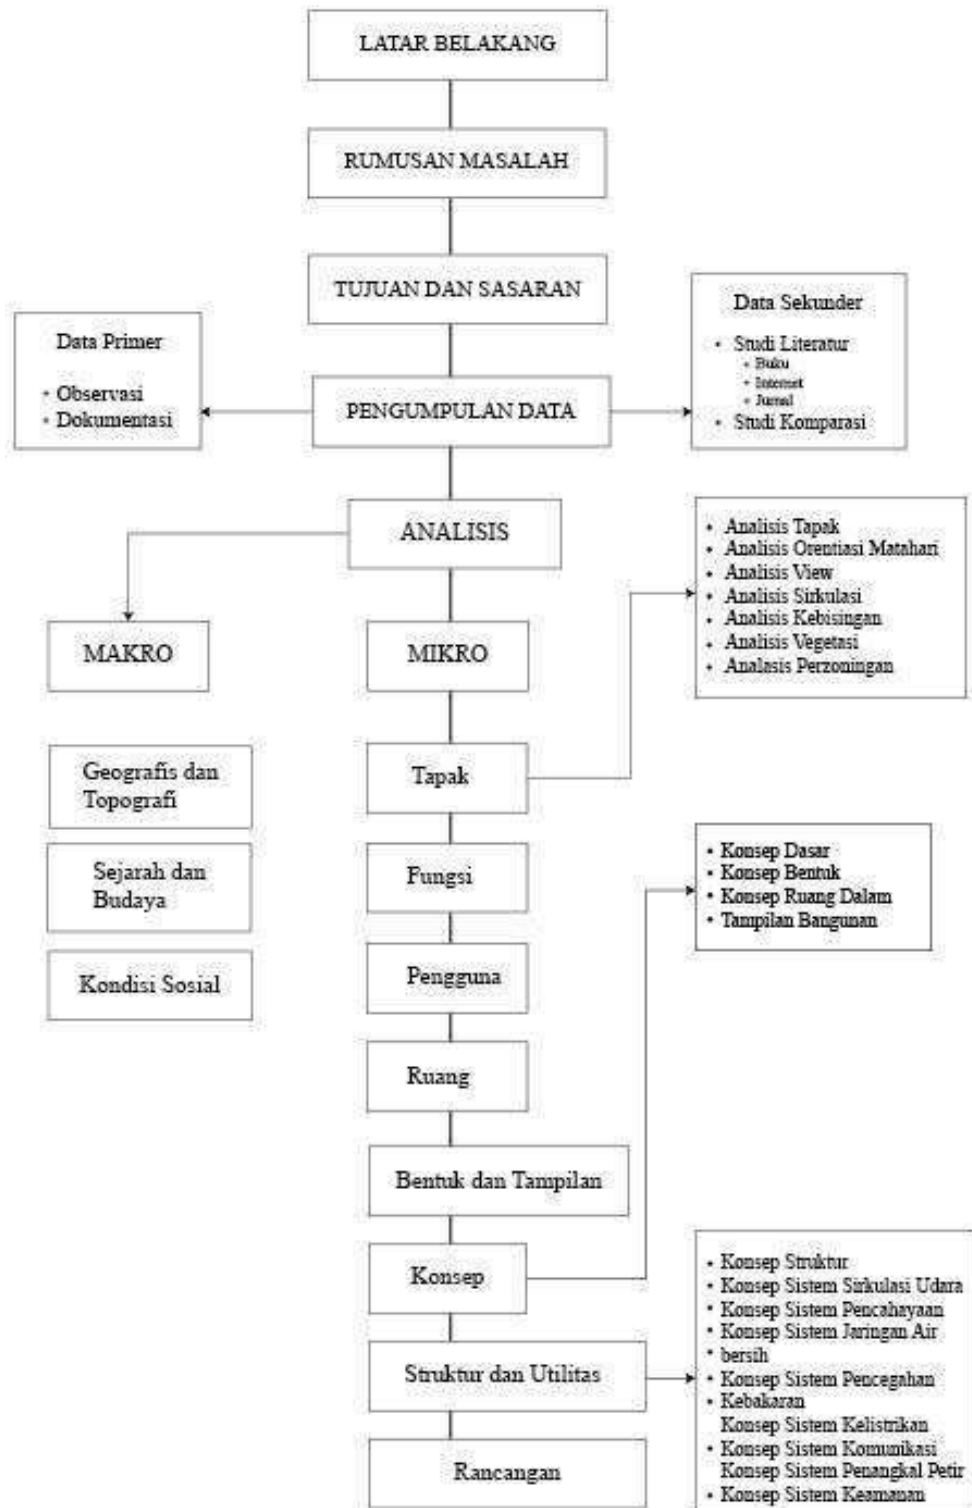 LATAR BELAKANG
RUMUSAN MASALAH
TUJUAN DAN SASARAN
Data Primer
• Observasi
• Dokumentasi
PENGUMPULAN DATA
Data Sekunder
• Studi Literatur
• Buku
• Internet
• Jurnal
• Studi Komparasi
ANALISIS
MAKRO
MIKRO
• Analisis Tapak
• Analisis Orentiasi Matahari
• Analisis View
• Analisis Sirkulasi
• Analisis Kebisingan
• Analisis Vegetasi
• Analasis Perzoningan
Geografis dan
Topografi
Sejarah dan
Budaya
Kondisi Sosial
Tapak
Fungsi
Pengguna
Ruang
Bentuk dan Tampilan
Konsep
• Konsep Dasar
• Konsep Bentuk
• Konsep Ruang Dalam
• Tampilan Bangunan
Struktur dan Utilitas
Rancangan
• Konsep Struktur
• Konsep Sistem Sirkulasi Udara
• Konsep Sistem Pencahayaan
• Konsep Sistem Jaringan Air
• bersih
• Konsep Sistem Pencegahan
• Kebakaran
Konsep Sistem Kelistrikan
• Konsep Sistem Komunikasi
Konsep Sistem Penangkal Petir
• Konsep Sistem Keamanan